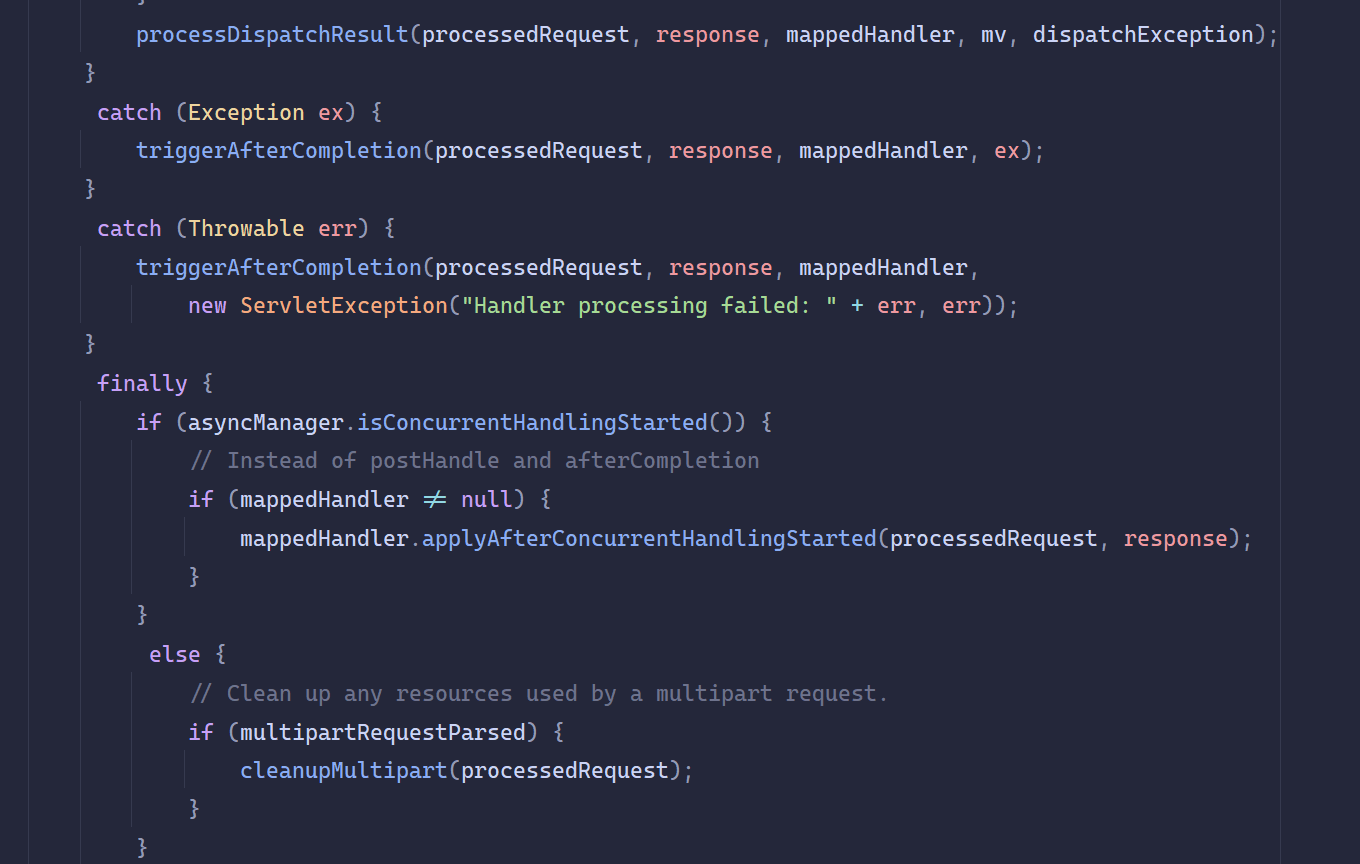 }
processDispatchResult(processedRequest, response, mappedHandler, mv, dispatchException);
}
catch (Exception ex) {
triggerAfterCompletion(processedRequest, response, mappedHandler, ex);
}
catch (Throwable err) {
triggerAfterCompletion(processedRequest, response, mappedHandler,
new ServletException("Handler processing failed: " + err, err));
}
finally {
if (asyncManager.isConcurrentHandlingStarted()) {
// Instead of postHandle and afterCompletion
if (mappedHandler != null) {
mappedHandler.applyAfterConcurrentHandlingStarted(processedRequest, response);
}
}
else {
// Clean up any resources used by a multipart request.
if (multipartRequestParsed) {
cleanupMultipart(processedRequest);
}
}